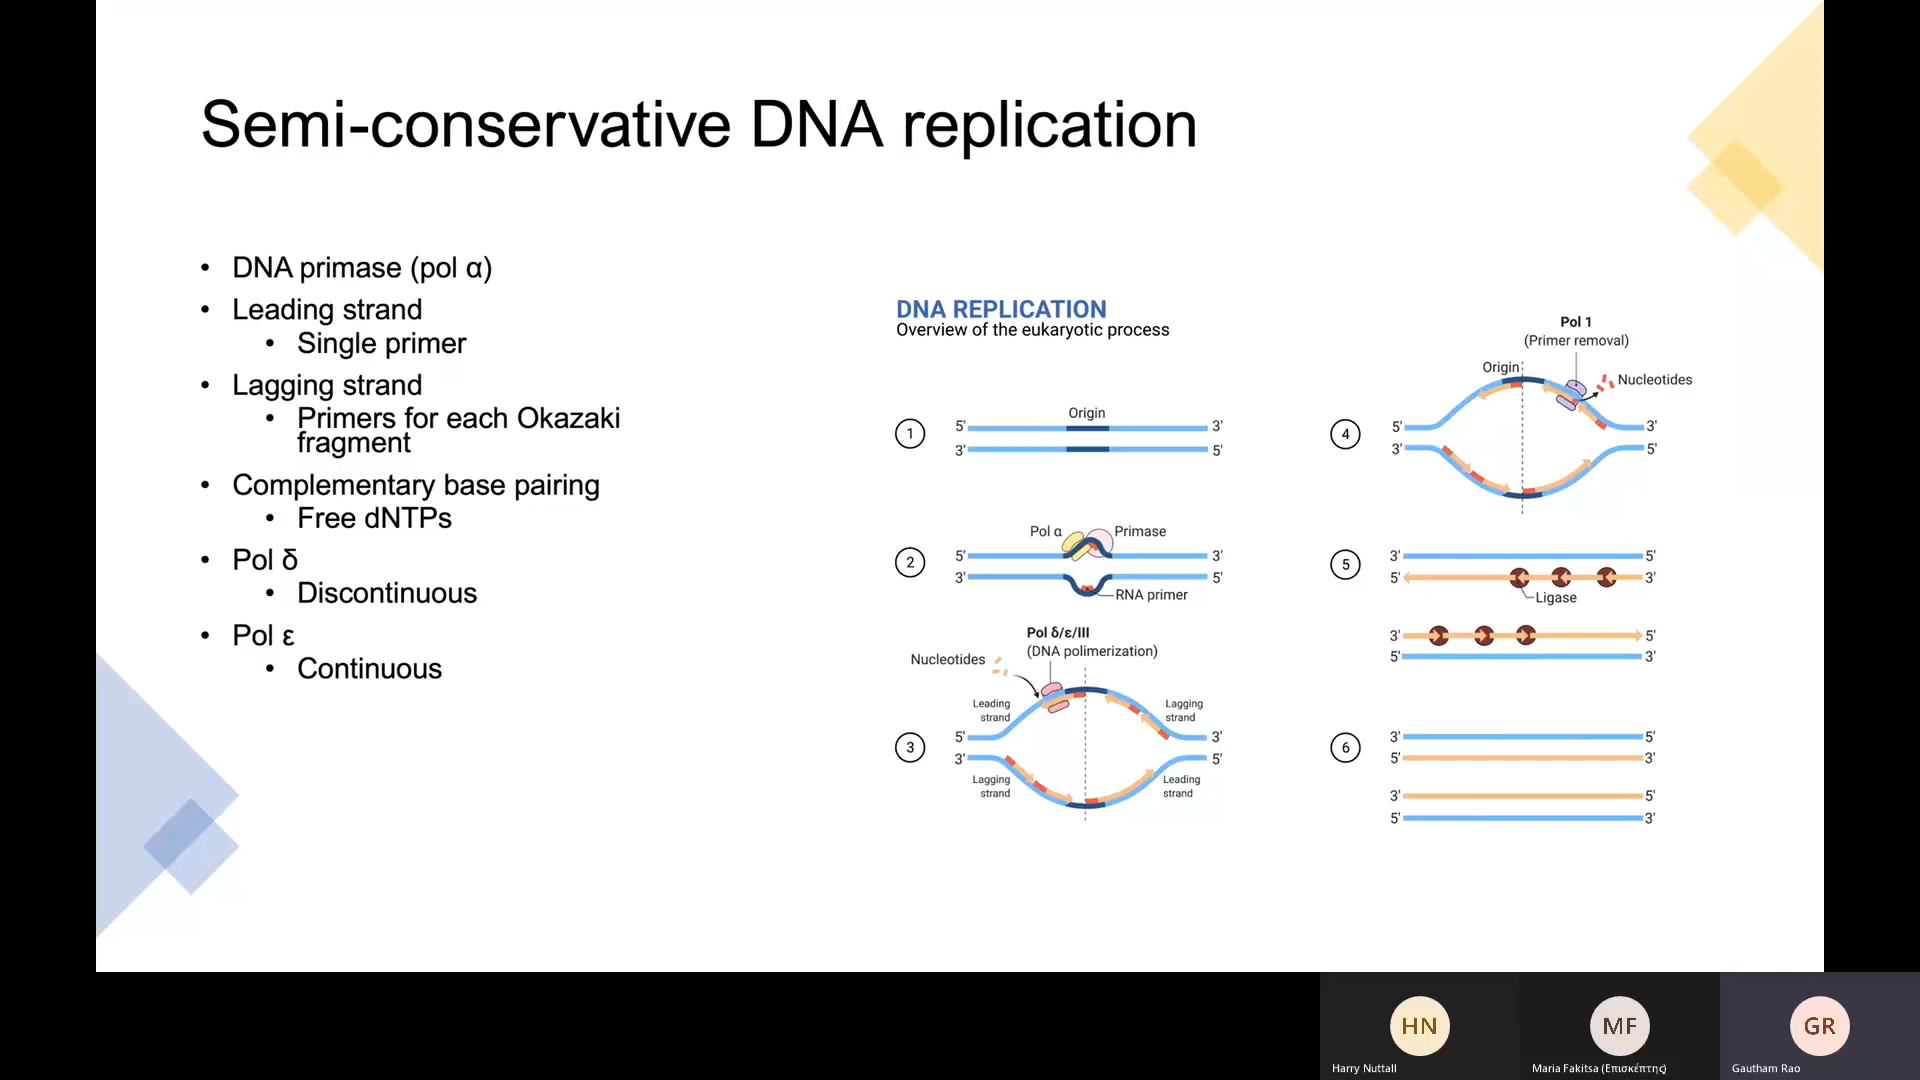 Semi-conservative DNA replication
• DNA primase (pol α)
• Leading strand
• Single primer
• Lagging strand
• Primers for each Okazaki
fragment
• Complementary base pairing
• Free dNTPs
• Pol δ
• Discontinuous
• Pol ε
• Continuous
DNA REPLICATION
Overview of the eukaryotic process
1
Origin
5' 3'
3' 5'
2
Pol α Primase
5' 3'
3' 5'
RNA primer
3
Pol δ/ε/III
(DNA polimerization)
Nucleotides
Leading
strand
Lagging
strand
5' 3'
3' 5'
Lagging
strand
Leading
strand
4
Pol 1
(Primer removal)
Origin
Nucleotides
5' 3'
3' 5'
5
3' 5'
5' 3'
Ligase
3' 5'
5' 3'
6
3' 5'
5' 3'
3' 5'
5' 3'
HN
Harry Nuttall
MF
Maria Fakitsa (Επισκέπτης)
GR
Gautham Rao